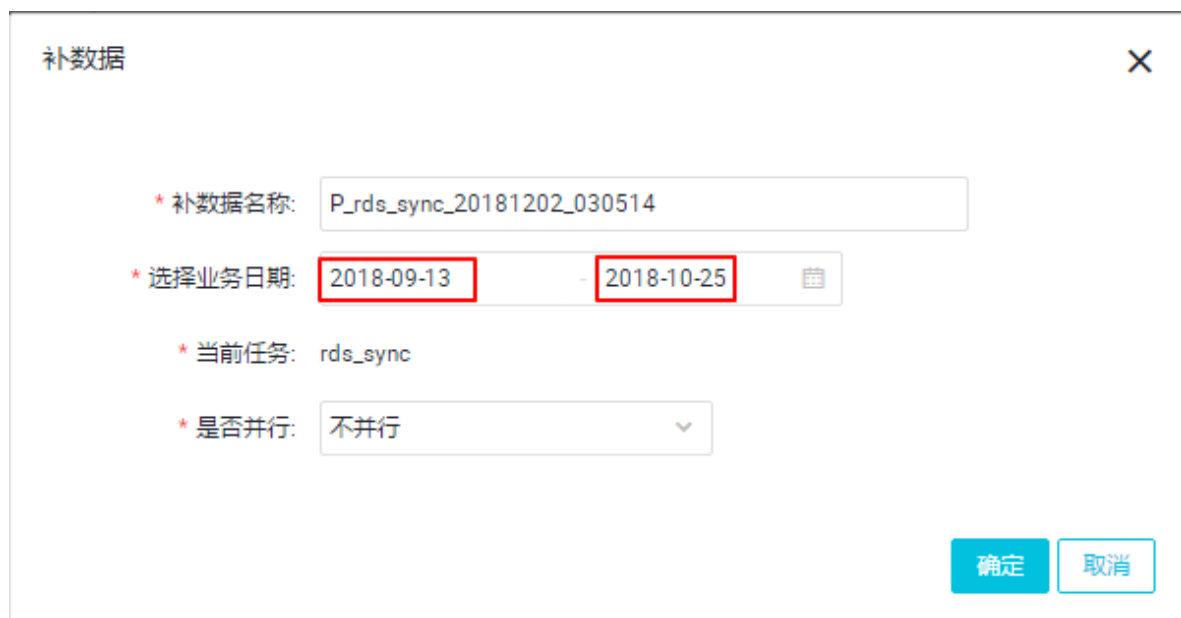 补数据
* 补数据名称: P_rds_sync_20181202_030514
* 选择业务日期: 2018-09-13 - 2018-10-25
* 当前任务: rds_sync
* 是否并行: 不并行
确定 取消